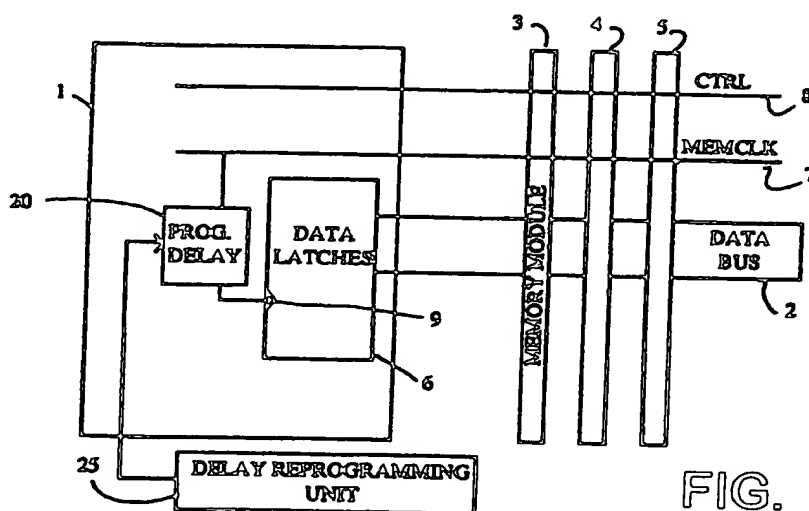 3
4
5
1
CTRL
8
MEMCLK
7
20
PROG.
DELAY
DATA
LATCHES
MEMORY MODULE
DATA
BUS
2
9
6
25
DELAY REPROGRAMMING
UNIT
FIG.